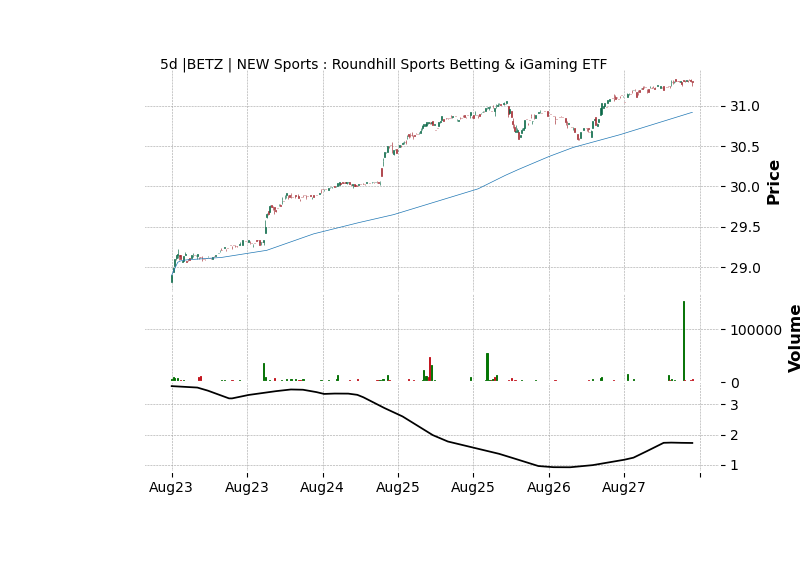 5d |BETZ | NEW Sports : Roundhill Sports Betting & iGaming ETF
31.0
30.5
30.0
29.5
29.0
Price
100000
0
Volume
3
2
1
Aug23 Aug23 Aug24 Aug25 Aug25 Aug26 Aug27